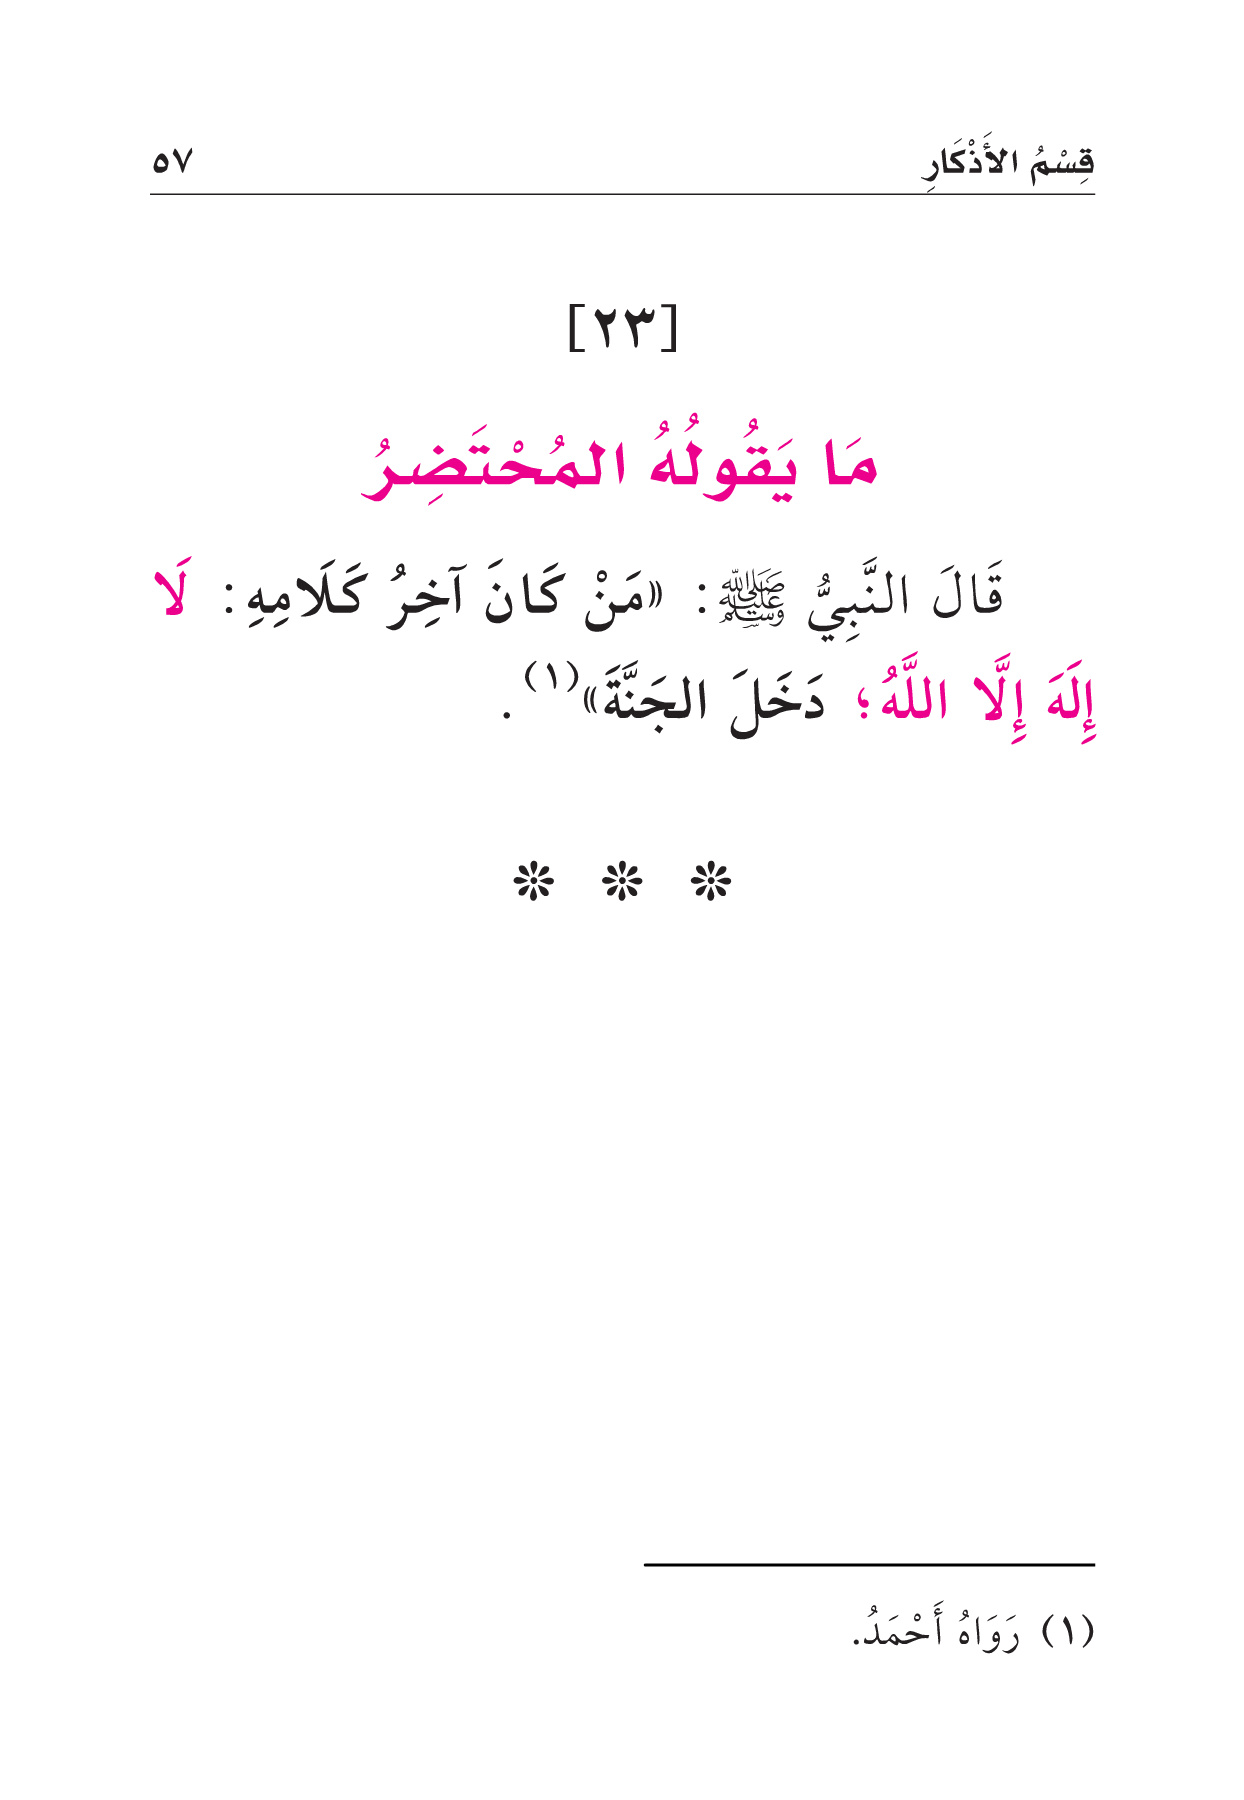 قِسْمُ الأَذْكَارِ ٥٧
[٢٣]
مَا يَقُولُهُ المُحْتَضِرُ
قَالَ النَّبِيُّ ﷺ: «مَنْ كَانَ آخِرُ كَلَامِهِ: لَا
إِلَهَ إِلَّا اللَّهُ؛ دَخَلَ الجَنَّةَ»(١).
(١) رَوَاهُ أَحْمَدُ.